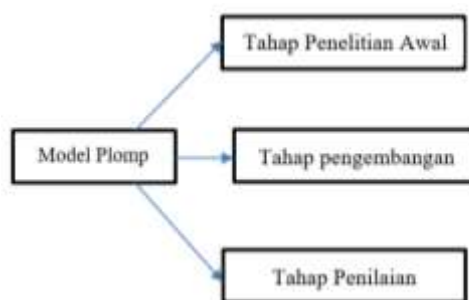 Tahap Penelitian Awal
Model Plomp
Tahap pengembangan
Tahap Penilaian